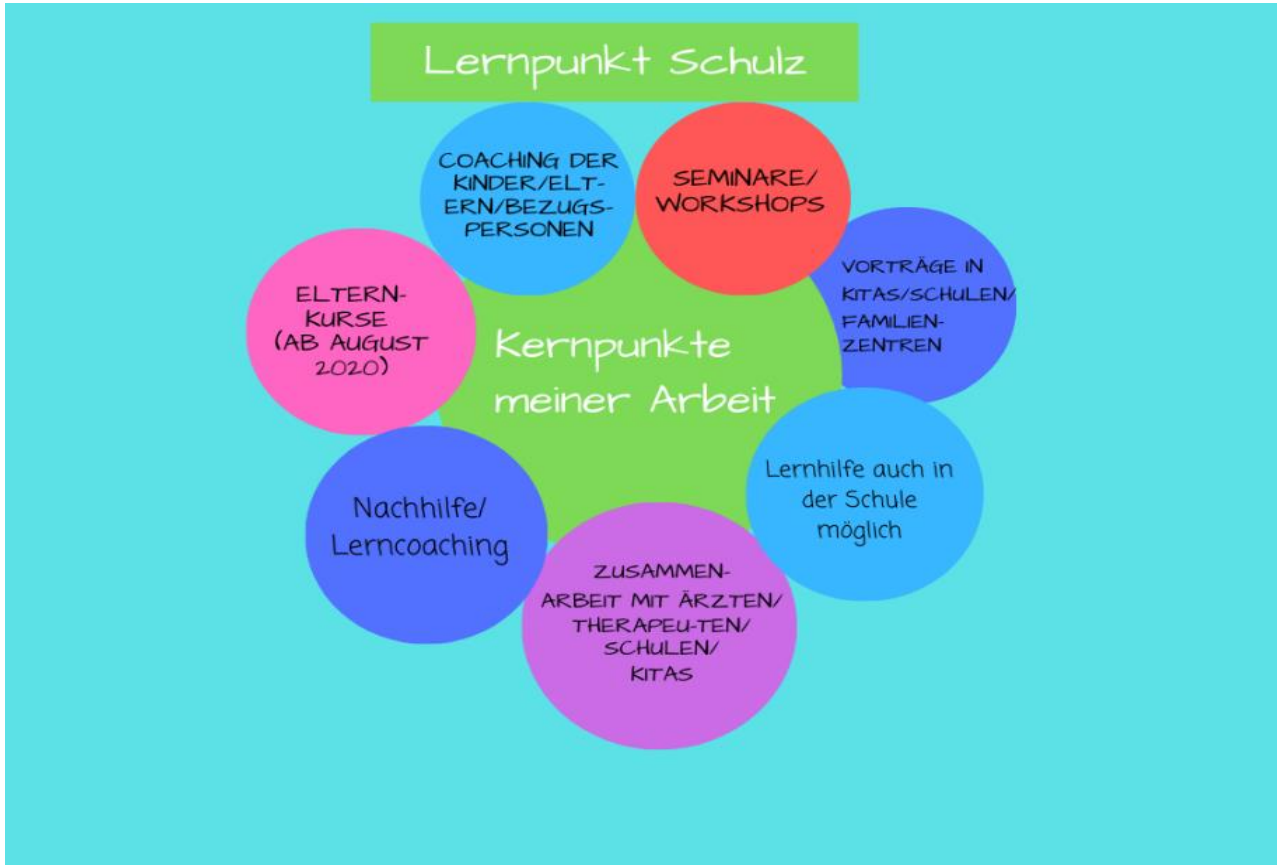 Lernpunkt Schulz
COACHING DER
KINDER/ELT-
ERN/BEZUGS-
PERSONEN
SEMINARE/
WORKSHOPS
VORTRÄGE IN
KITAS/SCHULEN/
FAMILIEN-
ZENTREN
ELTERN-
KURSE
(AB AUGUST
2020)
Kernpunkte
meiner Arbeit
Lernhilfe auch in
der Schule
möglich
Nachhilfe/
Lerncoaching
ZUSAMMEN-
ARBEIT MIT ÄRZTEN/
THERAPEU-TEN/
SCHULEN/
KITAS